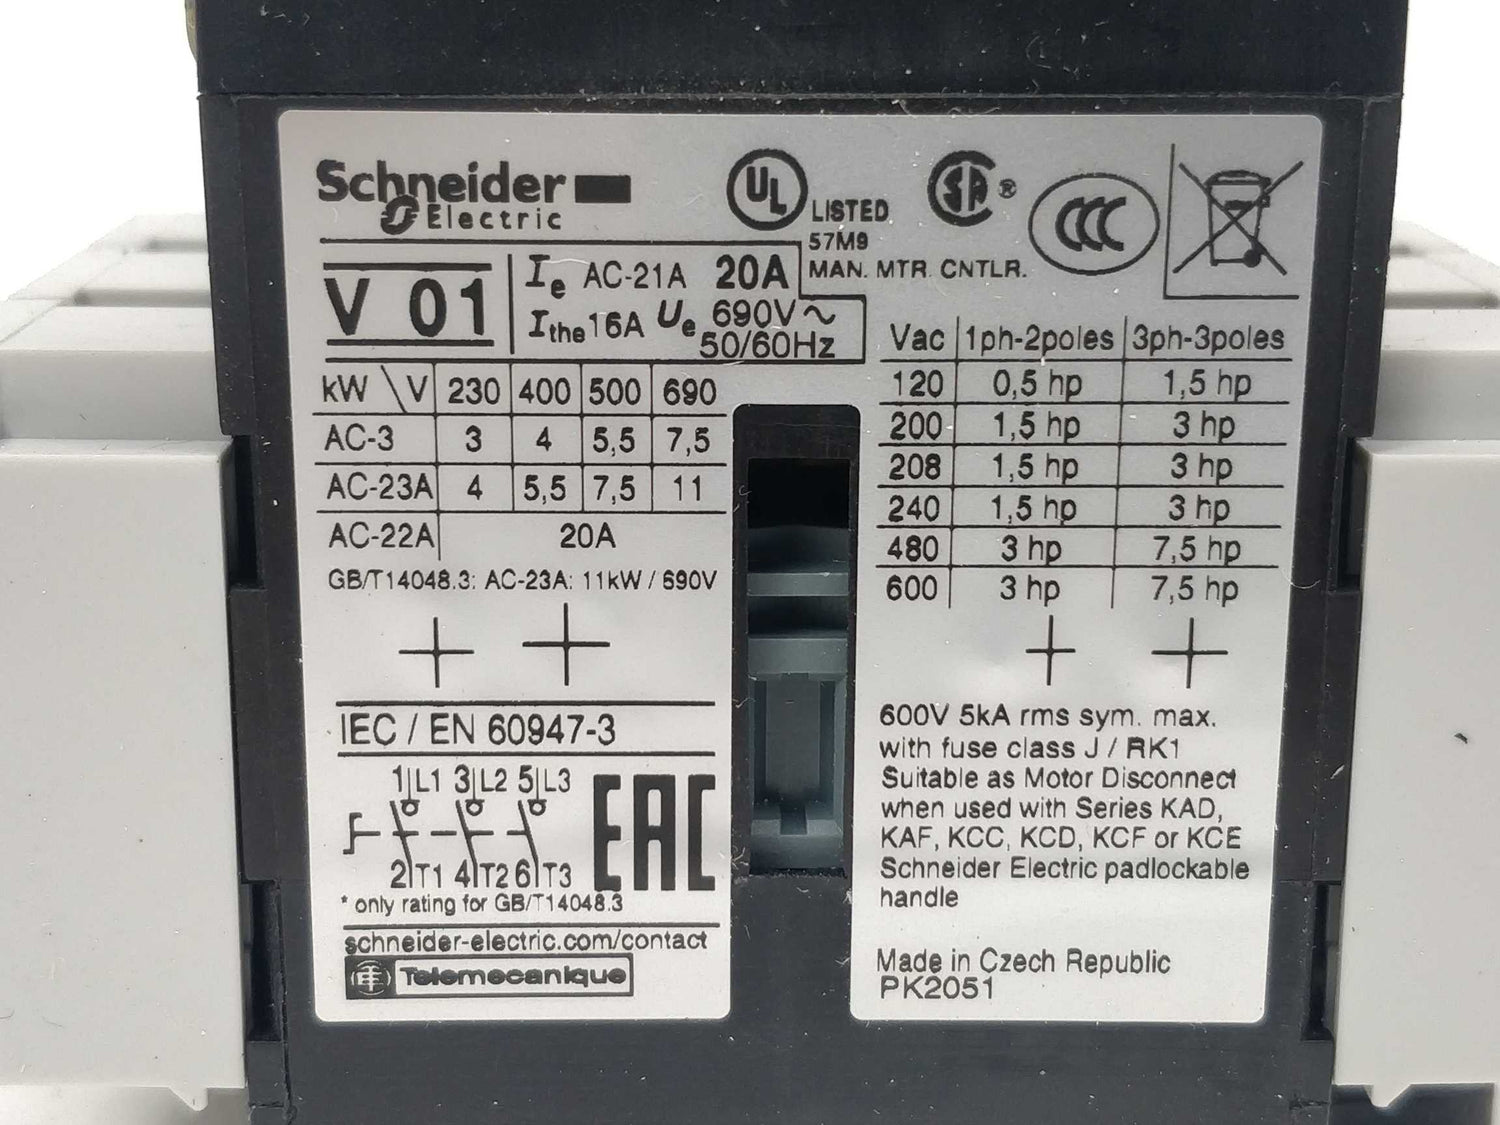 Schneider
Electric
UL LISTED
57M9
MAN. MTR. CNTLR.
SA ®
CCC
V 01
Ie AC-21A 20A
Ithe 16A Ue 690V~
50/60Hz
kW \ V 230 400 500 690
AC-3 3 4 5,5 7,5
AC-23A 4 5,5 7,5 11
AC-22A 20A
GB/T14048.3: AC-23A: 11kW / 690V
IEC / EN 60947-3
1 L1 3 L2 5 L3
2 T1 4 T2 6 T3
EAC
* only rating for GB/T14048.3
schneider-electric.com/contact
Telemecanique
Vac 1ph-2poles 3ph-3poles
120 0,5 hp 1,5 hp
200 1,5 hp 3 hp
208 1,5 hp 3 hp
240 1,5 hp 3 hp
480 3 hp 7,5 hp
600 3 hp 7,5 hp
600V 5kA rms sym. max.
with fuse class J / RK1
Suitable as Motor Disconnect
when used with Series KAD,
KAF, KCC, KCD, KCF or KCE
Schneider Electric padlockable
handle
Made in Czech Republic
PK2051